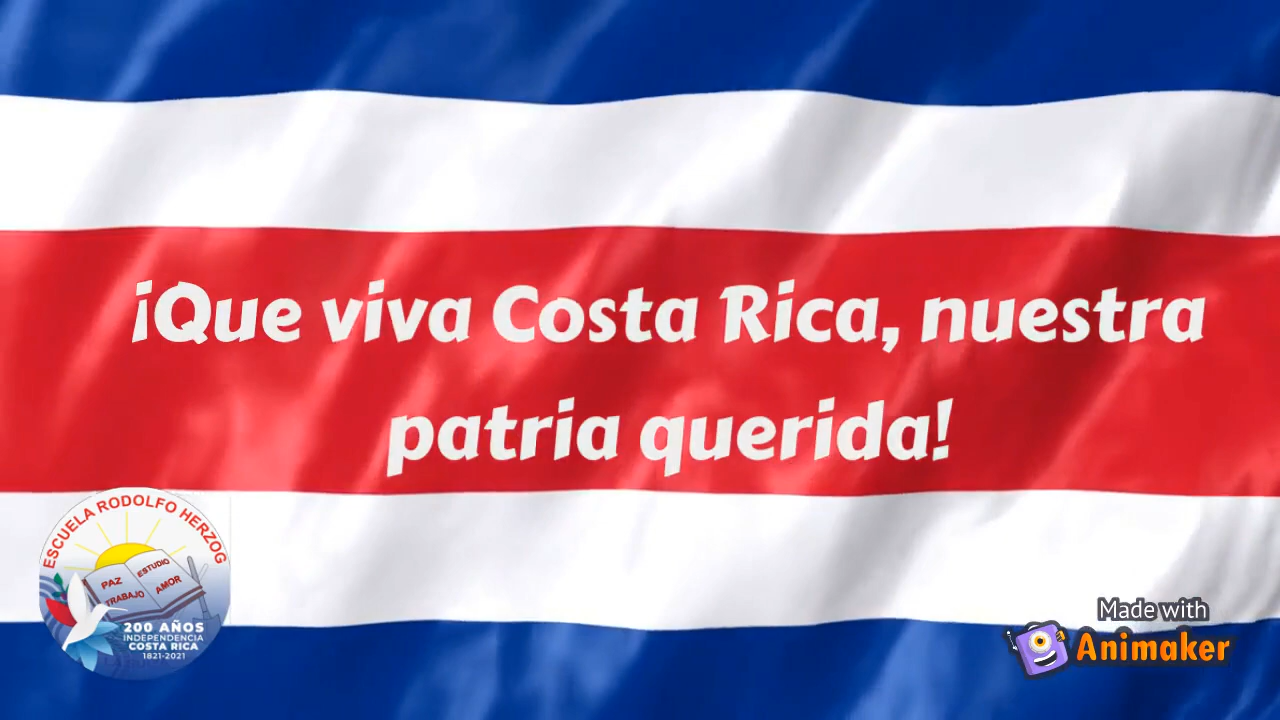 ¡Que viva Costa Rica, nuestra
patria querida!
ESCUELA RODOLFO HERZOG
PAZ
ESTUDIO
TRABAJO
AMOR
200 AÑOS
INDEPENDENCIA
COSTA RICA
1821-2021
Made with
Animaker